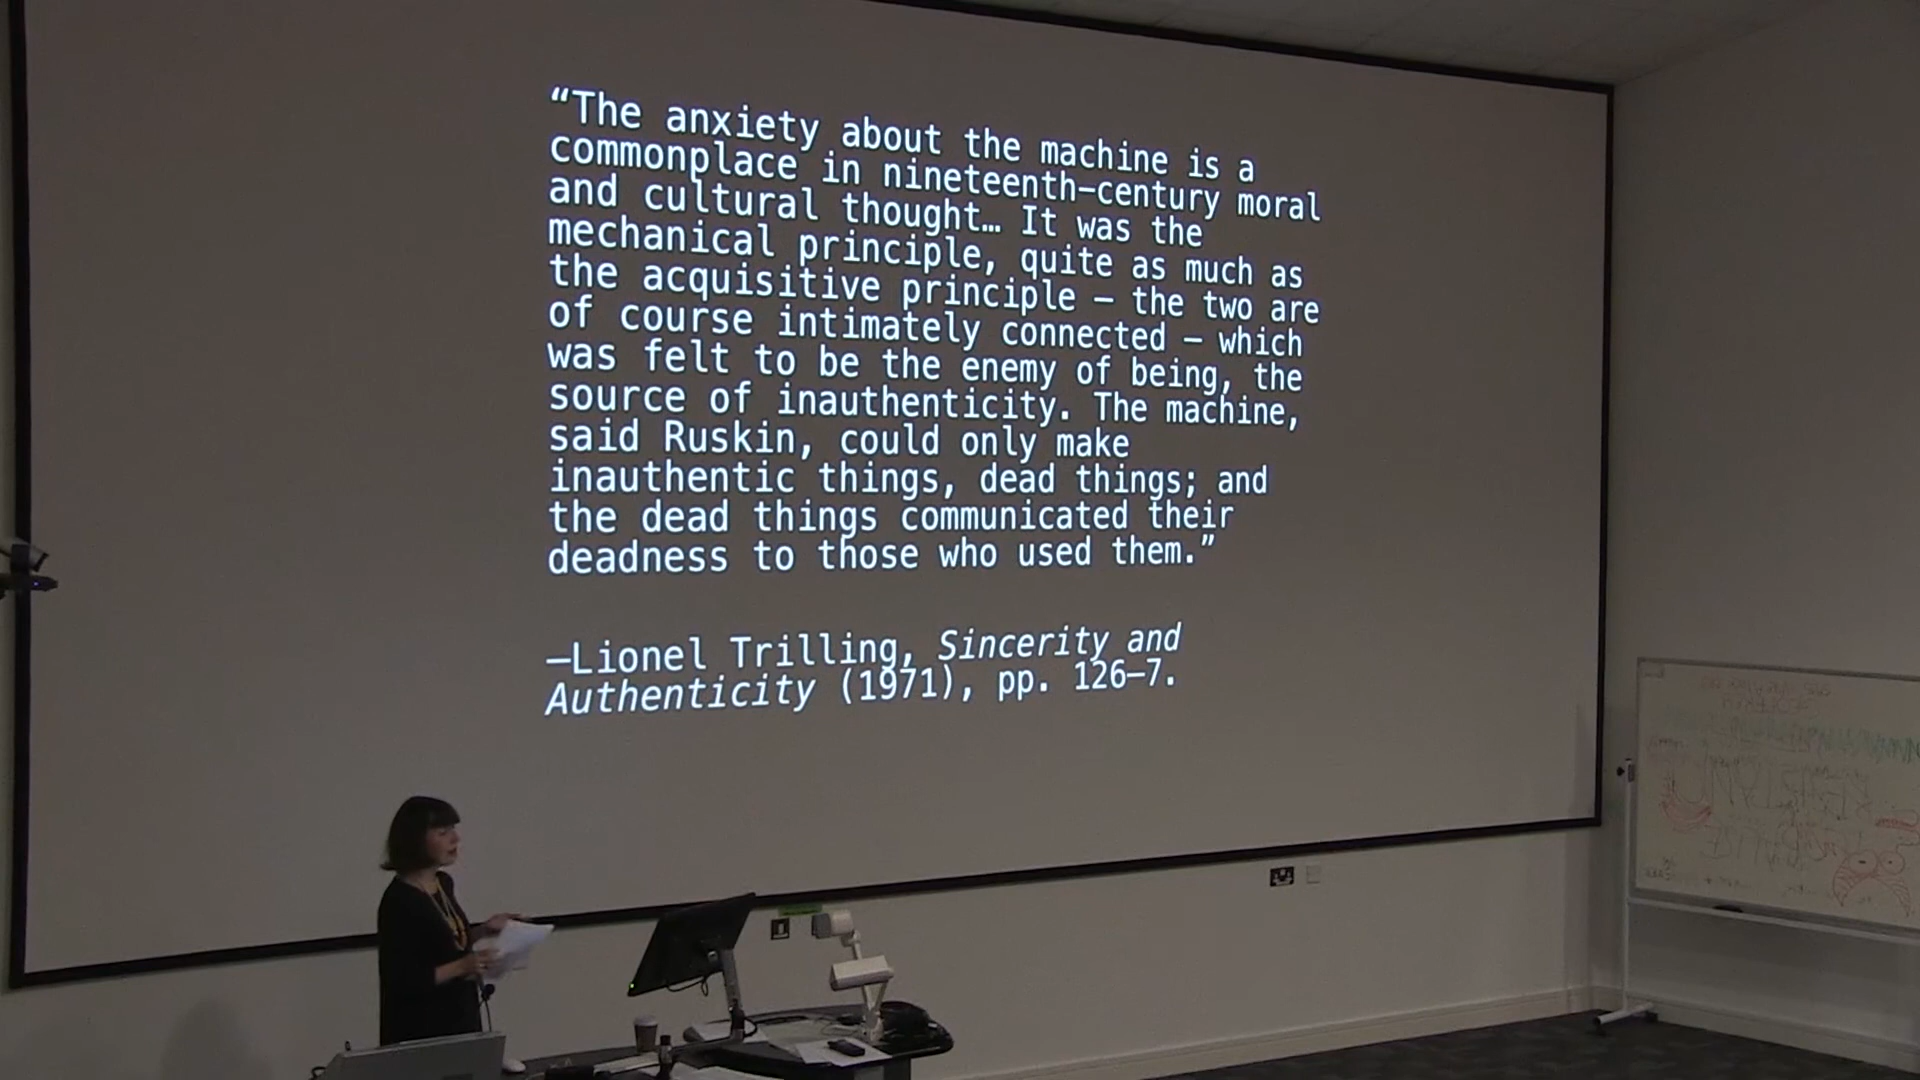 “The anxiety about the machine is a
commonplace in nineteenth–century moral
and cultural thought… It was the
mechanical principle, quite as much as
the acquisitive principle – the two are
of course intimately connected – which
was felt to be the enemy of being, the
source of inauthenticity. The machine,
said Ruskin, could only make
inauthentic things, dead things; and
the dead things communicated their
deadness to those who used them.”
—Lionel Trilling, Sincerity and
Authenticity (1971), pp. 126–7.